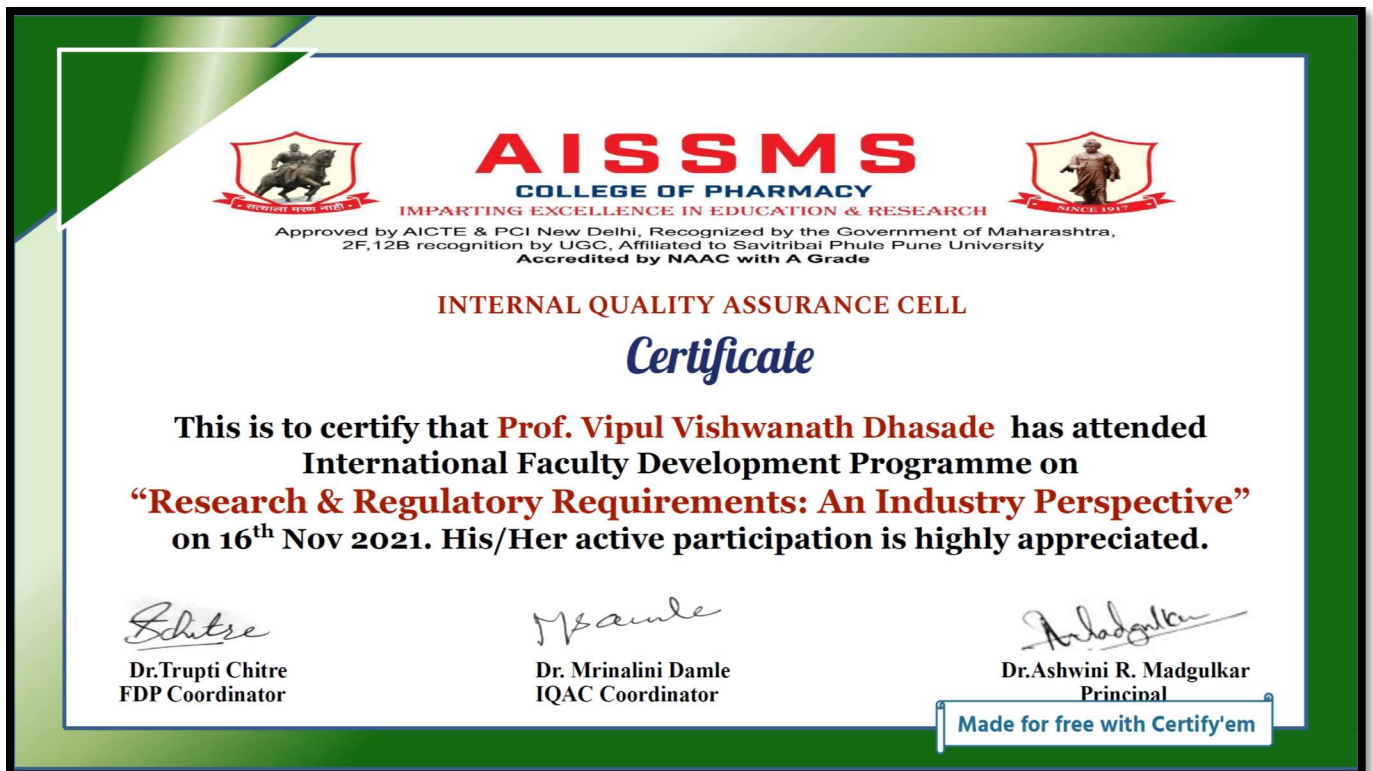 AISSMS
COLLEGE OF PHARMACY
सत्याला मरण नाही
IMPARTING EXCELLENCE IN EDUCATION & RESEARCH
SINCE 1917
Approved by AICTE & PCI New Delhi, Recognized by the Government of Maharashtra,
2F,12B recognition by UGC, Affiliated to Savitribai Phule Pune University
Accredited by NAAC with A Grade
INTERNAL QUALITY ASSURANCE CELL
Certificate
This is to certify that Prof. Vipul Vishwanath Dhasade has attended
International Faculty Development Programme on
“Research & Regulatory Requirements: An Industry Perspective”
on 16th Nov 2021. His/Her active participation is highly appreciated.
Dr.Trupti Chitre
FDP Coordinator
Dr. Mrinalini Damle
IQAC Coordinator
Dr.Ashwini R. Madgulkar
Principal
Made for free with Certify'em